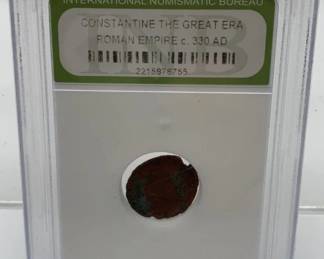 INTERNATIONAL NUMISMATIC BUREAU
CONSTANTINE THE GREAT ERA
ROMAN EMPIRE c. 330 AD
2215976755